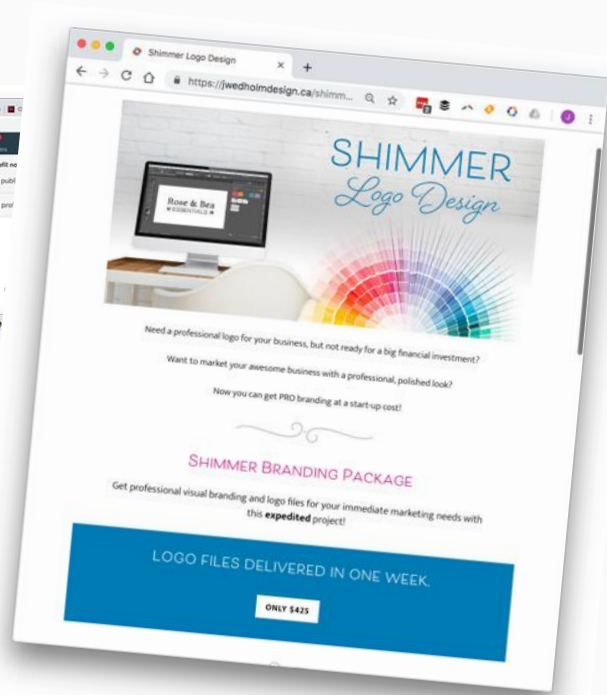 Shimmer Logo Design
https://jwedholmdesign.ca/shimm...
SHIMMER
Logo Design
Rose & Bea
ESSENTIALS
Need a professional logo for your business, but not ready for a big financial investment?
Want to market your awesome business with a professional, polished look?
Now you can get PRO branding at a start-up cost!
SHIMMER BRANDING PACKAGE
Get professional visual branding and logo files for your immediate marketing needs with
this expedited project!
LOGO FILES DELIVERED IN ONE WEEK.
ONLY $425